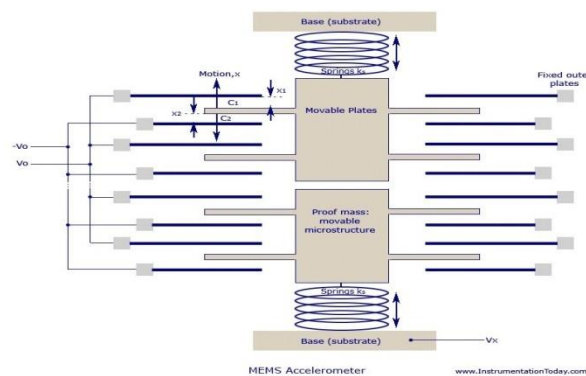 Base (substrate)
Springs kₛ
Motion,x
X1
Fixed outer
plates
C₁
Movable Plates
X2
C₂
-Vo
Vo
Proof mass:
movable
microstructure
Springs kₛ
Base (substrate)
Vx
MEMS Accelerometer
www.InstrumentationToday.com